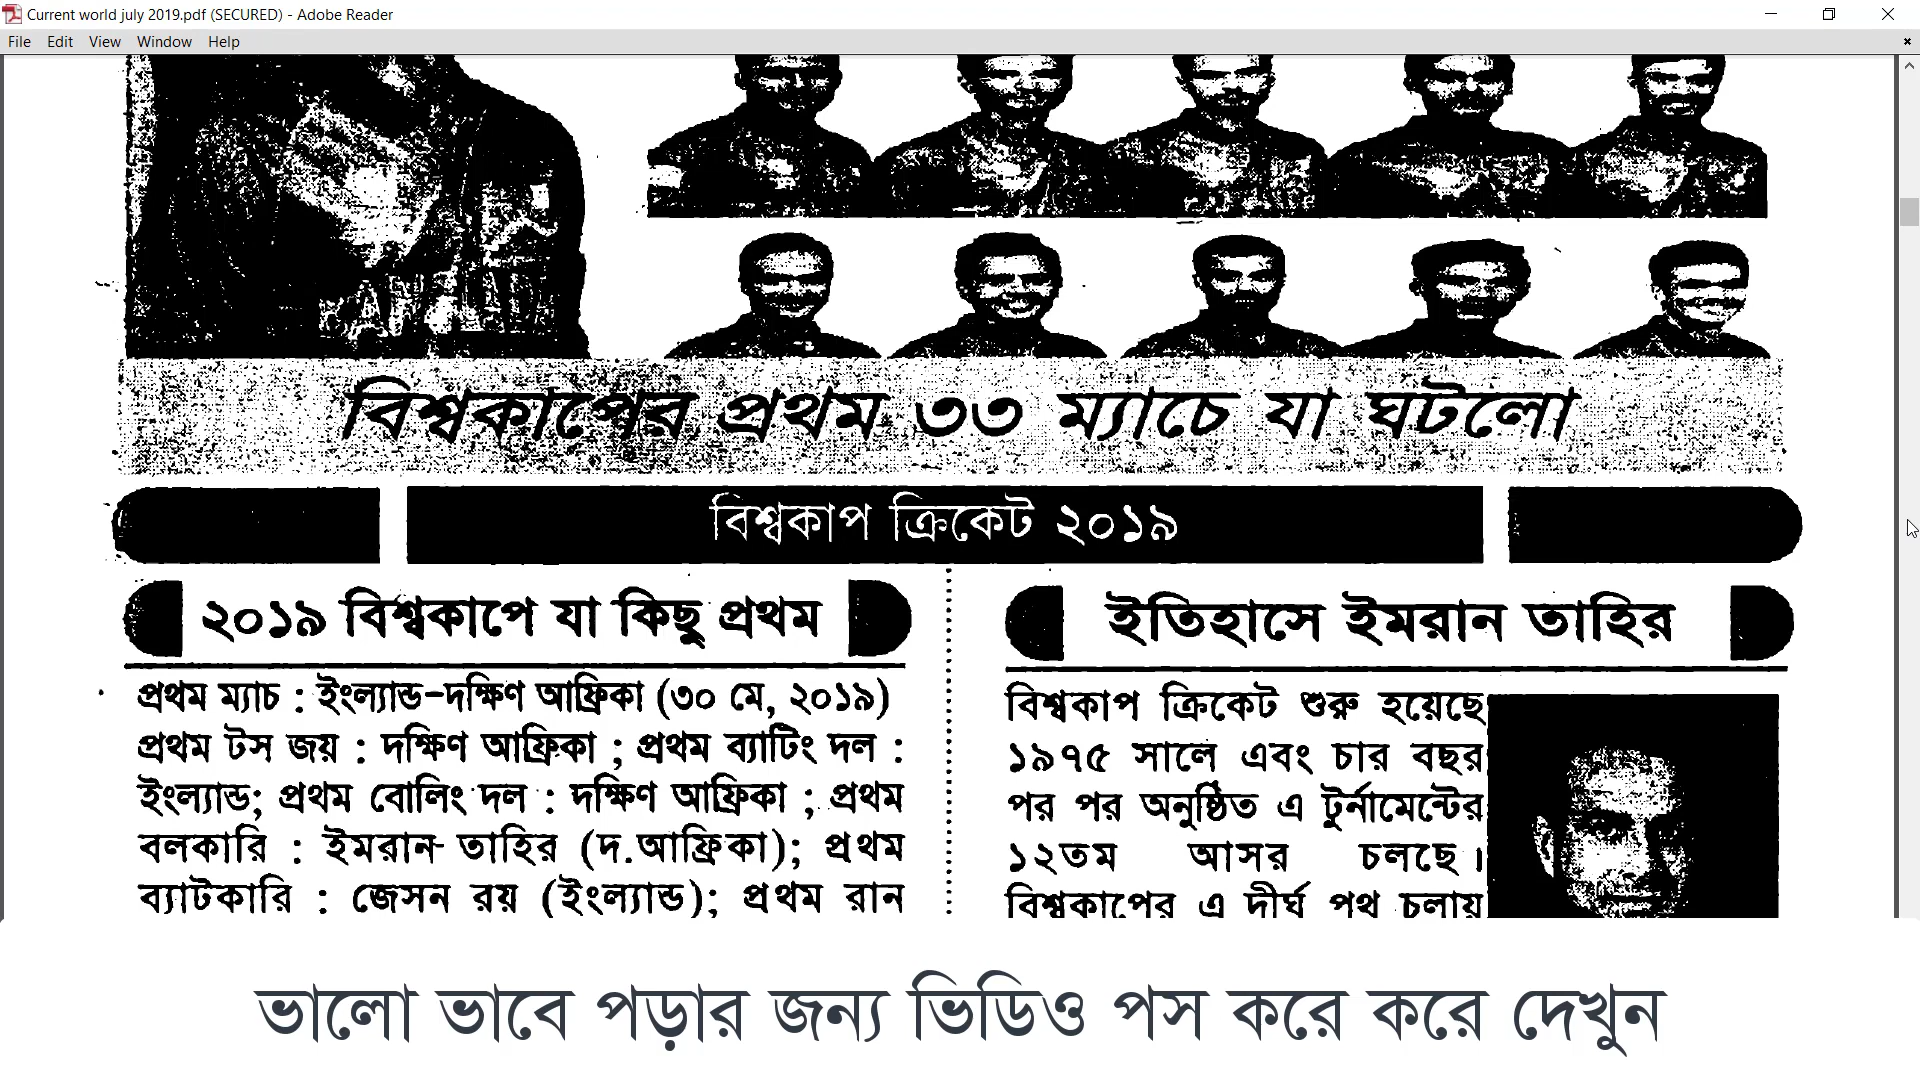 Current world july 2019.pdf (SECURED) - Adobe Reader
File Edit View Window Help
বিশ্বকাপের প্রথম ৩৩ ম্যাচে যা ঘটলো
বিশ্বকাপ ক্রিকেট ২০১৯
২০১৯ বিশ্বকাপে যা কিছু প্রথম
প্রথম ম্যাচ : ইংল্যান্ড-দক্ষিণ আফ্রিকা (৩০ মে, ২০১৯)
প্রথম টস জয় : দক্ষিণ আফ্রিকা ; প্রথম ব্যাটিং দল :
ইংল্যান্ড; প্রথম বোলিং দল : দক্ষিণ আফ্রিকা ; প্রথম
বলকারি : ইমরান তাহির (দ.আফ্রিকা); প্রথম
ব্যাটকারি : জেসন রয় (ইংল্যান্ড); প্রথম রান
ইতিহাসে ইমরান তাহির
বিশ্বকাপ ক্রিকেট শুরু হয়েছে
১৯৭৫ সালে এবং চার বছর
পর পর অনুষ্ঠিত এ টুর্নামেন্টের
১২তম আসর চলছে।
বিশ্বকাপের এ দীর্ঘ পথ চলায়
ভালো ভাবে পড়ার জন্য ভিডিও পস করে করে দেখুন